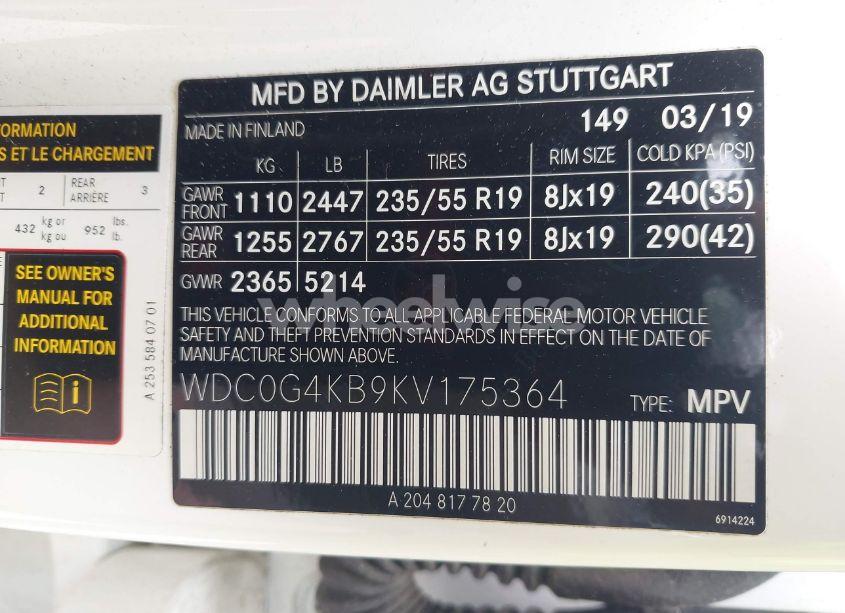 MFD BY DAIMLER AG STUTTGART
MADE IN FINLAND 149 03/19
KG LB TIRES RIM SIZE COLD KPA (PSI)
GAWR FRONT 1110 2447 235/55 R19 8Jx19 240(35)
GAWR REAR 1255 2767 235/55 R19 8Jx19 290(42)
GVWR 2365 5214
wheelwise
THIS VEHICLE CONFORMS TO ALL APPLICABLE FEDERAL MOTOR VEHICLE
SAFETY AND THEFT PREVENTION STANDARDS IN EFFECT ON THE DATE OF
MANUFACTURE SHOWN ABOVE.
WDC0G4KB9KV175364 TYPE: MPV
A 204 817 78 20
6914224
ET LE CHARGEMENT
2 REAR ARRIÈRE 3
432 kg or kg ou 952 lbs. lb.
SEE OWNER'S
MANUAL FOR
ADDITIONAL
INFORMATION
A 253 584 07 01